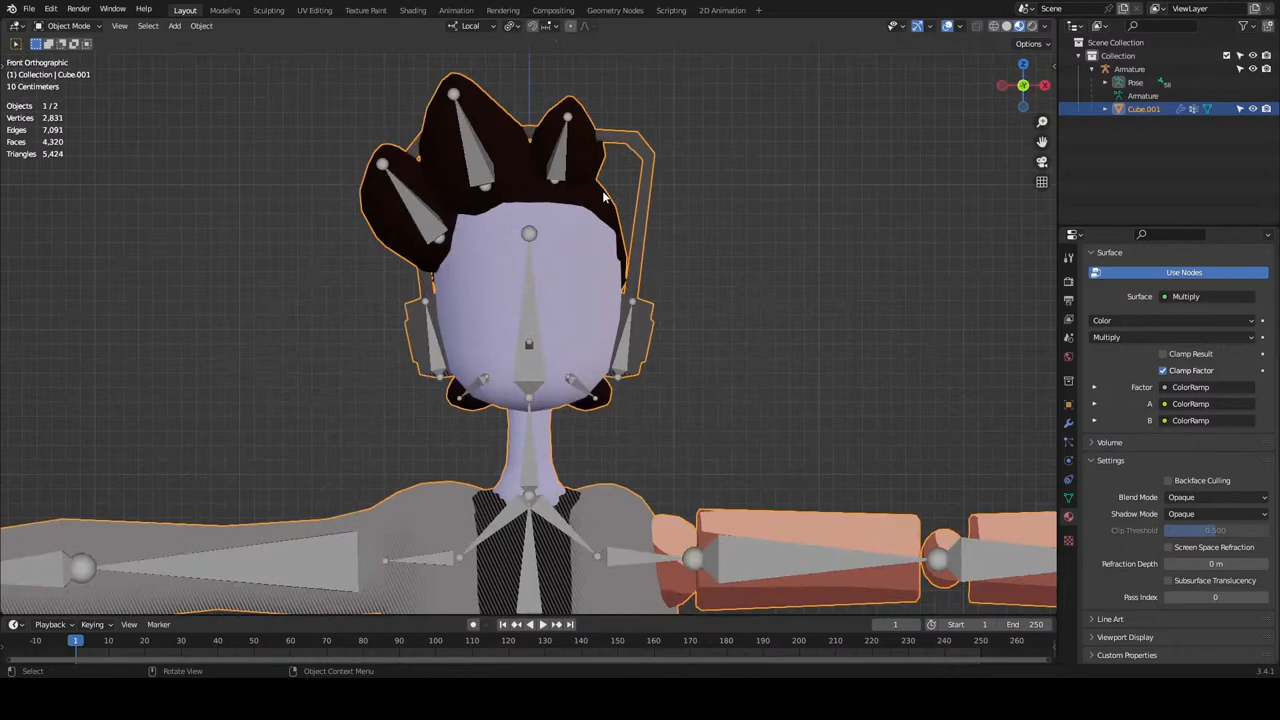 File Edit Render Window Help Layout Modeling Sculpting UV Editing Texture Paint Shading Animation Rendering Compositing Geometry Nodes Scripting 2D Animation Scene ViewLayer
Object Mode View Select Add Object Local
Options
Front Orthographic
(1) Collection | Cube.001
10 Centimeters
Objects 1/2
Vertices 2,831
Edges 7,091
Faces 4,320
Triangles 5,424
Z
X
-Y
Scene Collection
Collection
Armature
Pose 58
Armature
Cube.001
Surface
Use Nodes
Surface Multiply
Color
Multiply
Clamp Result
Clamp Factor
Factor ColorRamp
A ColorRamp
B ColorRamp
Volume
Settings
Backface Culling
Blend Mode Opaque
Shadow Mode Opaque
Clip Threshold 0.500
Screen Space Refraction
Refraction Depth 0 m
Subsurface Translucency
Pass Index 0
Line Art
Viewport Display
Custom Properties
Playback Keying View Marker 1 Start 1 End 250
-10 1 10 20 30 40 50 60 70 80 90 100 110 120 130 140 150 160 170 180 190 200 210 220 230 240 250 260
Select Rotate View Object Context Menu 3.4.1